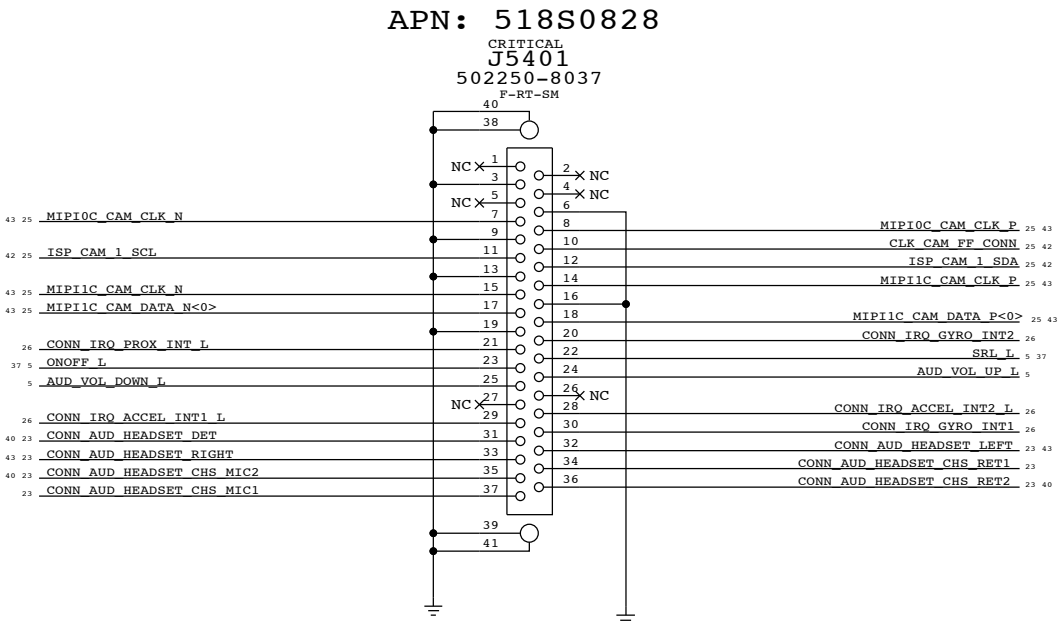 APN: 518S0828
CRITICAL
J5401
502250-8037
F-RT-SM
40
38
NC 1
2 NC
3
4 NC
NC 5
6
43 25 MIPI0C_CAM_CLK_N 7
8 MIPI0C_CAM_CLK_P 25 43
9
10 CLK_CAM_FF_CONN 25 42
42 25 ISP_CAM_1_SCL 11
12 ISP_CAM_1_SDA 25 42
13
14 MIPI1C_CAM_CLK_P 25 43
43 25 MIPI1C_CAM_CLK_N 15
16
43 25 MIPI1C_CAM_DATA_N<0> 17
18 MIPI1C_CAM_DATA_P<0> 25 43
19
20 CONN_IRQ_GYRO_INT2 26
26 CONN_IRQ_PROX_INT_L 21
22 SRL_L 5 37
37 5 ONOFF_L 23
24 AUD_VOL_UP_L 5
5 AUD_VOL_DOWN_L 25
26 NC
NC 27
28 CONN_IRQ_ACCEL_INT2_L 26
26 CONN_IRQ_ACCEL_INT1_L 29
30 CONN_IRQ_GYRO_INT1 26
40 23 CONN_AUD_HEADSET_DET 31
32 CONN_AUD_HEADSET_LEFT 23 43
43 23 CONN_AUD_HEADSET_RIGHT 33
34 CONN_AUD_HEADSET_CHS_RET1 23
40 23 CONN_AUD_HEADSET_CHS_MIC2 35
36 CONN_AUD_HEADSET_CHS_RET2 23 40
23 CONN_AUD_HEADSET_CHS_MIC1 37
39
41